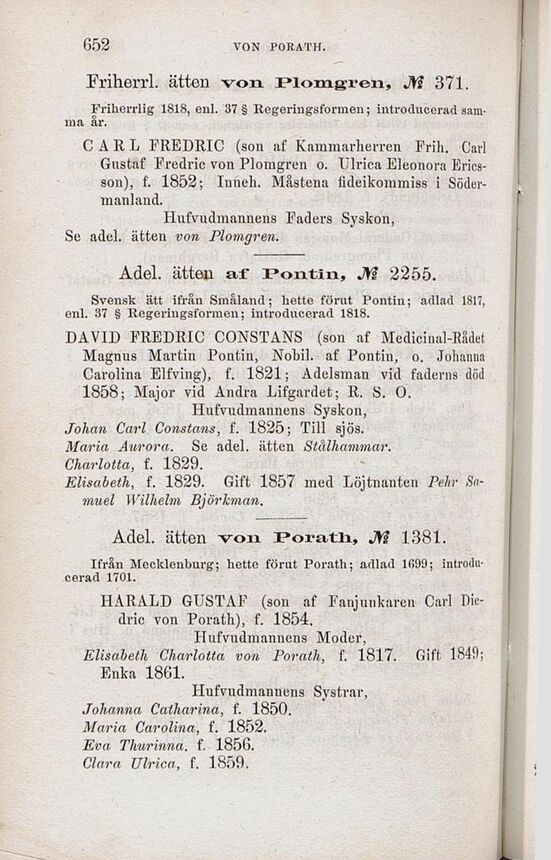 652 VON PORATH.
Friherrl. ätten von Plomgren, № 371.
Friherrlig 1818, enl. 37 § Regeringsformen; introducerad sam-
ma år.
CARL FREDRIC (son af Kammarherren Frih. Carl
Gustaf Fredric von Plomgren o. Ulrica Eleonora Erics-
son), f. 1852; Inneh. Måstena fideikommiss i Söder-
manland.
Hufvudmannens Faders Syskon,
Se adel. ätten von Plomgren.
Adel. ätten af Pontin, № 2255.
Svensk ätt ifrån Småland; hette förut Pontin; adlad 1817,
enl. 37 § Regeringsformen; introducerad 1818.
DAVID FREDRIC CONSTANS (son af Medicinal-Rådet
Magnus Martin Pontin, Nobil. af Pontin, o. Johanna
Carolina Elfving), f. 1821; Adelsman vid faderns död
1858; Major vid Andra Lifgardet; R. S. O.
Hufvudmannens Syskon,
Johan Carl Constans, f. 1825; Till sjös.
Maria Aurora. Se adel. ätten Stålhammar.
Charlotta, f. 1829.
Elisabeth, f. 1829. Gift 1857 med Löjtnanten Pehr Sa-
muel Wilhelm Björkman.
Adel. ätten von Porath, № 1381.
Ifrån Mecklenburg; hette förut Porath; adlad 1699; introdu-
cerad 1701.
HARALD GUSTAF (son af Fanjunkaren Carl Die-
dric von Porath), f. 1854.
Hufvudmannens Moder,
Elisabeth Charlotta von Porath, f. 1817. Gift 1849;
Enka 1861.
Hufvudmannens Systrar,
Johanna Catharina, f. 1850.
Maria Carolina, f. 1852.
Eva Thurinna. f. 1856.
Clara Ulrica, f. 1859.